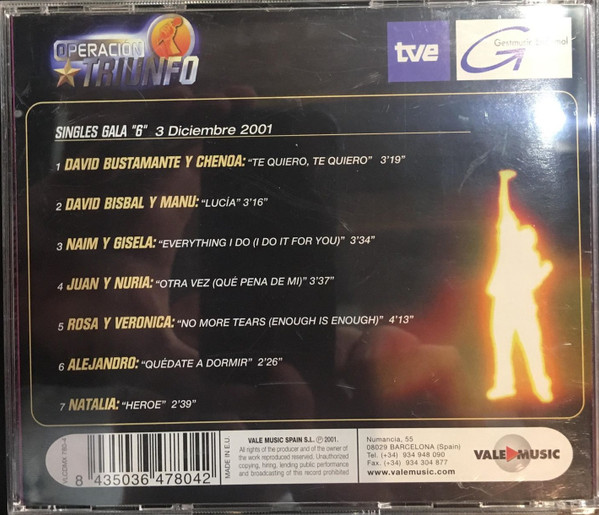 OPERACIÓN
TRIUNFO
tve
Gestmusic
G
SINGLES GALA "6" 3 Diciembre 2001
1 DAVID BUSTAMANTE Y CHENOA: "TE QUIERO, TE QUIERO" 3'19"
2 DAVID BISBAL Y MANU: "LUCÍA" 3'16"
3 NAIM Y GISELA: "EVERYTHING I DO (I DO IT FOR YOU)" 3'34"
4 JUAN Y NURIA: "OTRA VEZ (QUÉ PENA DE MI)" 3'37"
5 ROSA Y VERONICA: "NO MORE TEARS (ENOUGH IS ENOUGH)" 4'13"
6 ALEJANDRO: "QUÉDATE A DORMIR" 2'26"
7 NATALIA: "HEROE" 2'39"
VLCDMX 780-4
8 435036 478042
MADE IN E.U.
VALE MUSIC SPAIN S.L. ℗ 2001.
All rights of the producer and of the owner of
the work reproduced reserved. Unauthorized
copying, hiring, lending public performance
and broadcasting of this record prohibited
Numancia, 55
08029 BARCELONA (Spain)
Tel. (+34) 934 948 090
Fax. (+34) 934 304 877
www.valemusic.com
VALE MUSIC